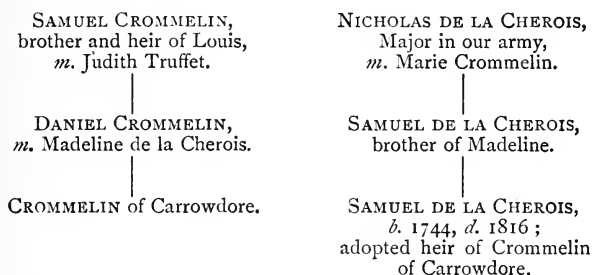 SAMUEL CROMMELIN,
brother and heir of Louis,
m. Judith Truffet.
DANIEL CROMMELIN,
m. Madeline de la Cherois.
CROMMELIN of Carrowdore.
NICHOLAS DE LA CHEROIS,
Major in our army,
m. Marie Crommelin.
SAMUEL DE LA CHEROIS,
brother of Madeline.
SAMUEL DE LA CHEROIS,
b. 1744, d. 1816 ;
adopted heir of Crommelin
of Carrowdore.